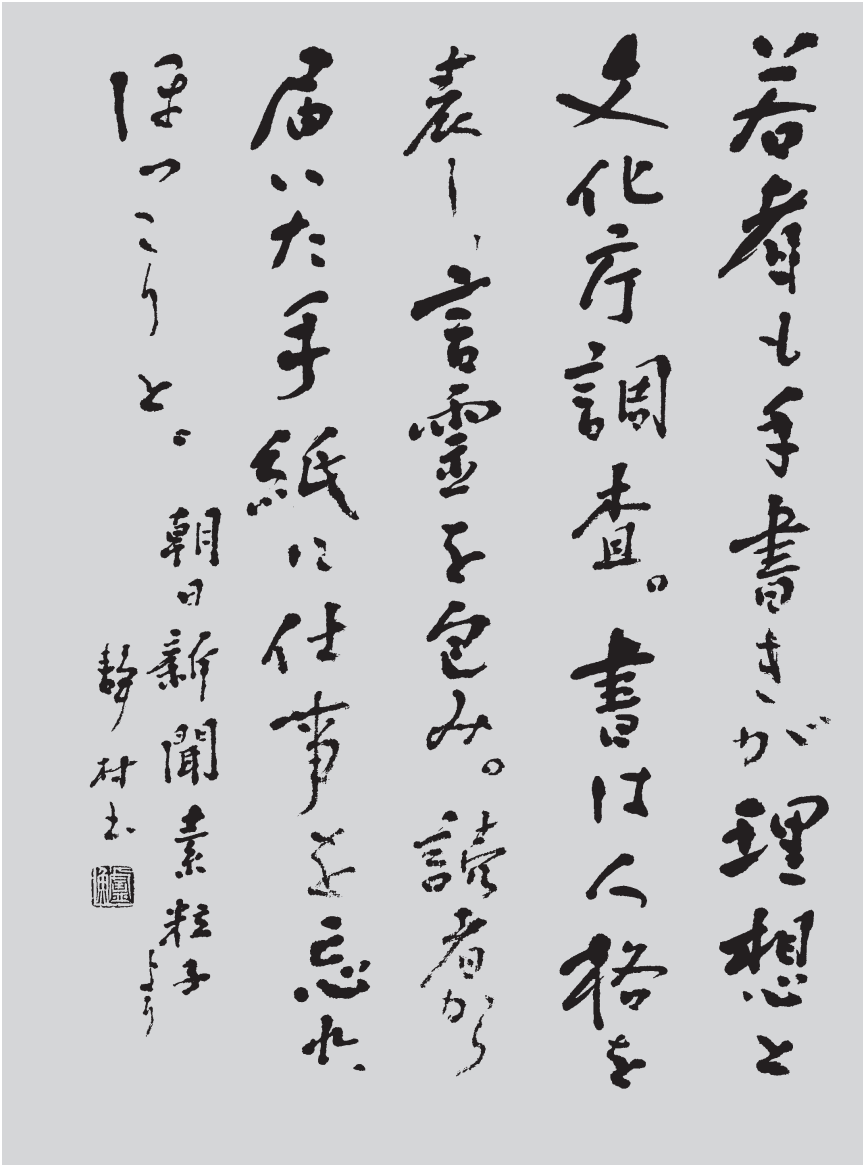 若者も手書きが理想と
文化庁調査。書は人格を
表し、言霊を包み。読者から
届いた手紙に仕事を忘れ、
ほっこりと。
朝日新聞素粒子より
静村書